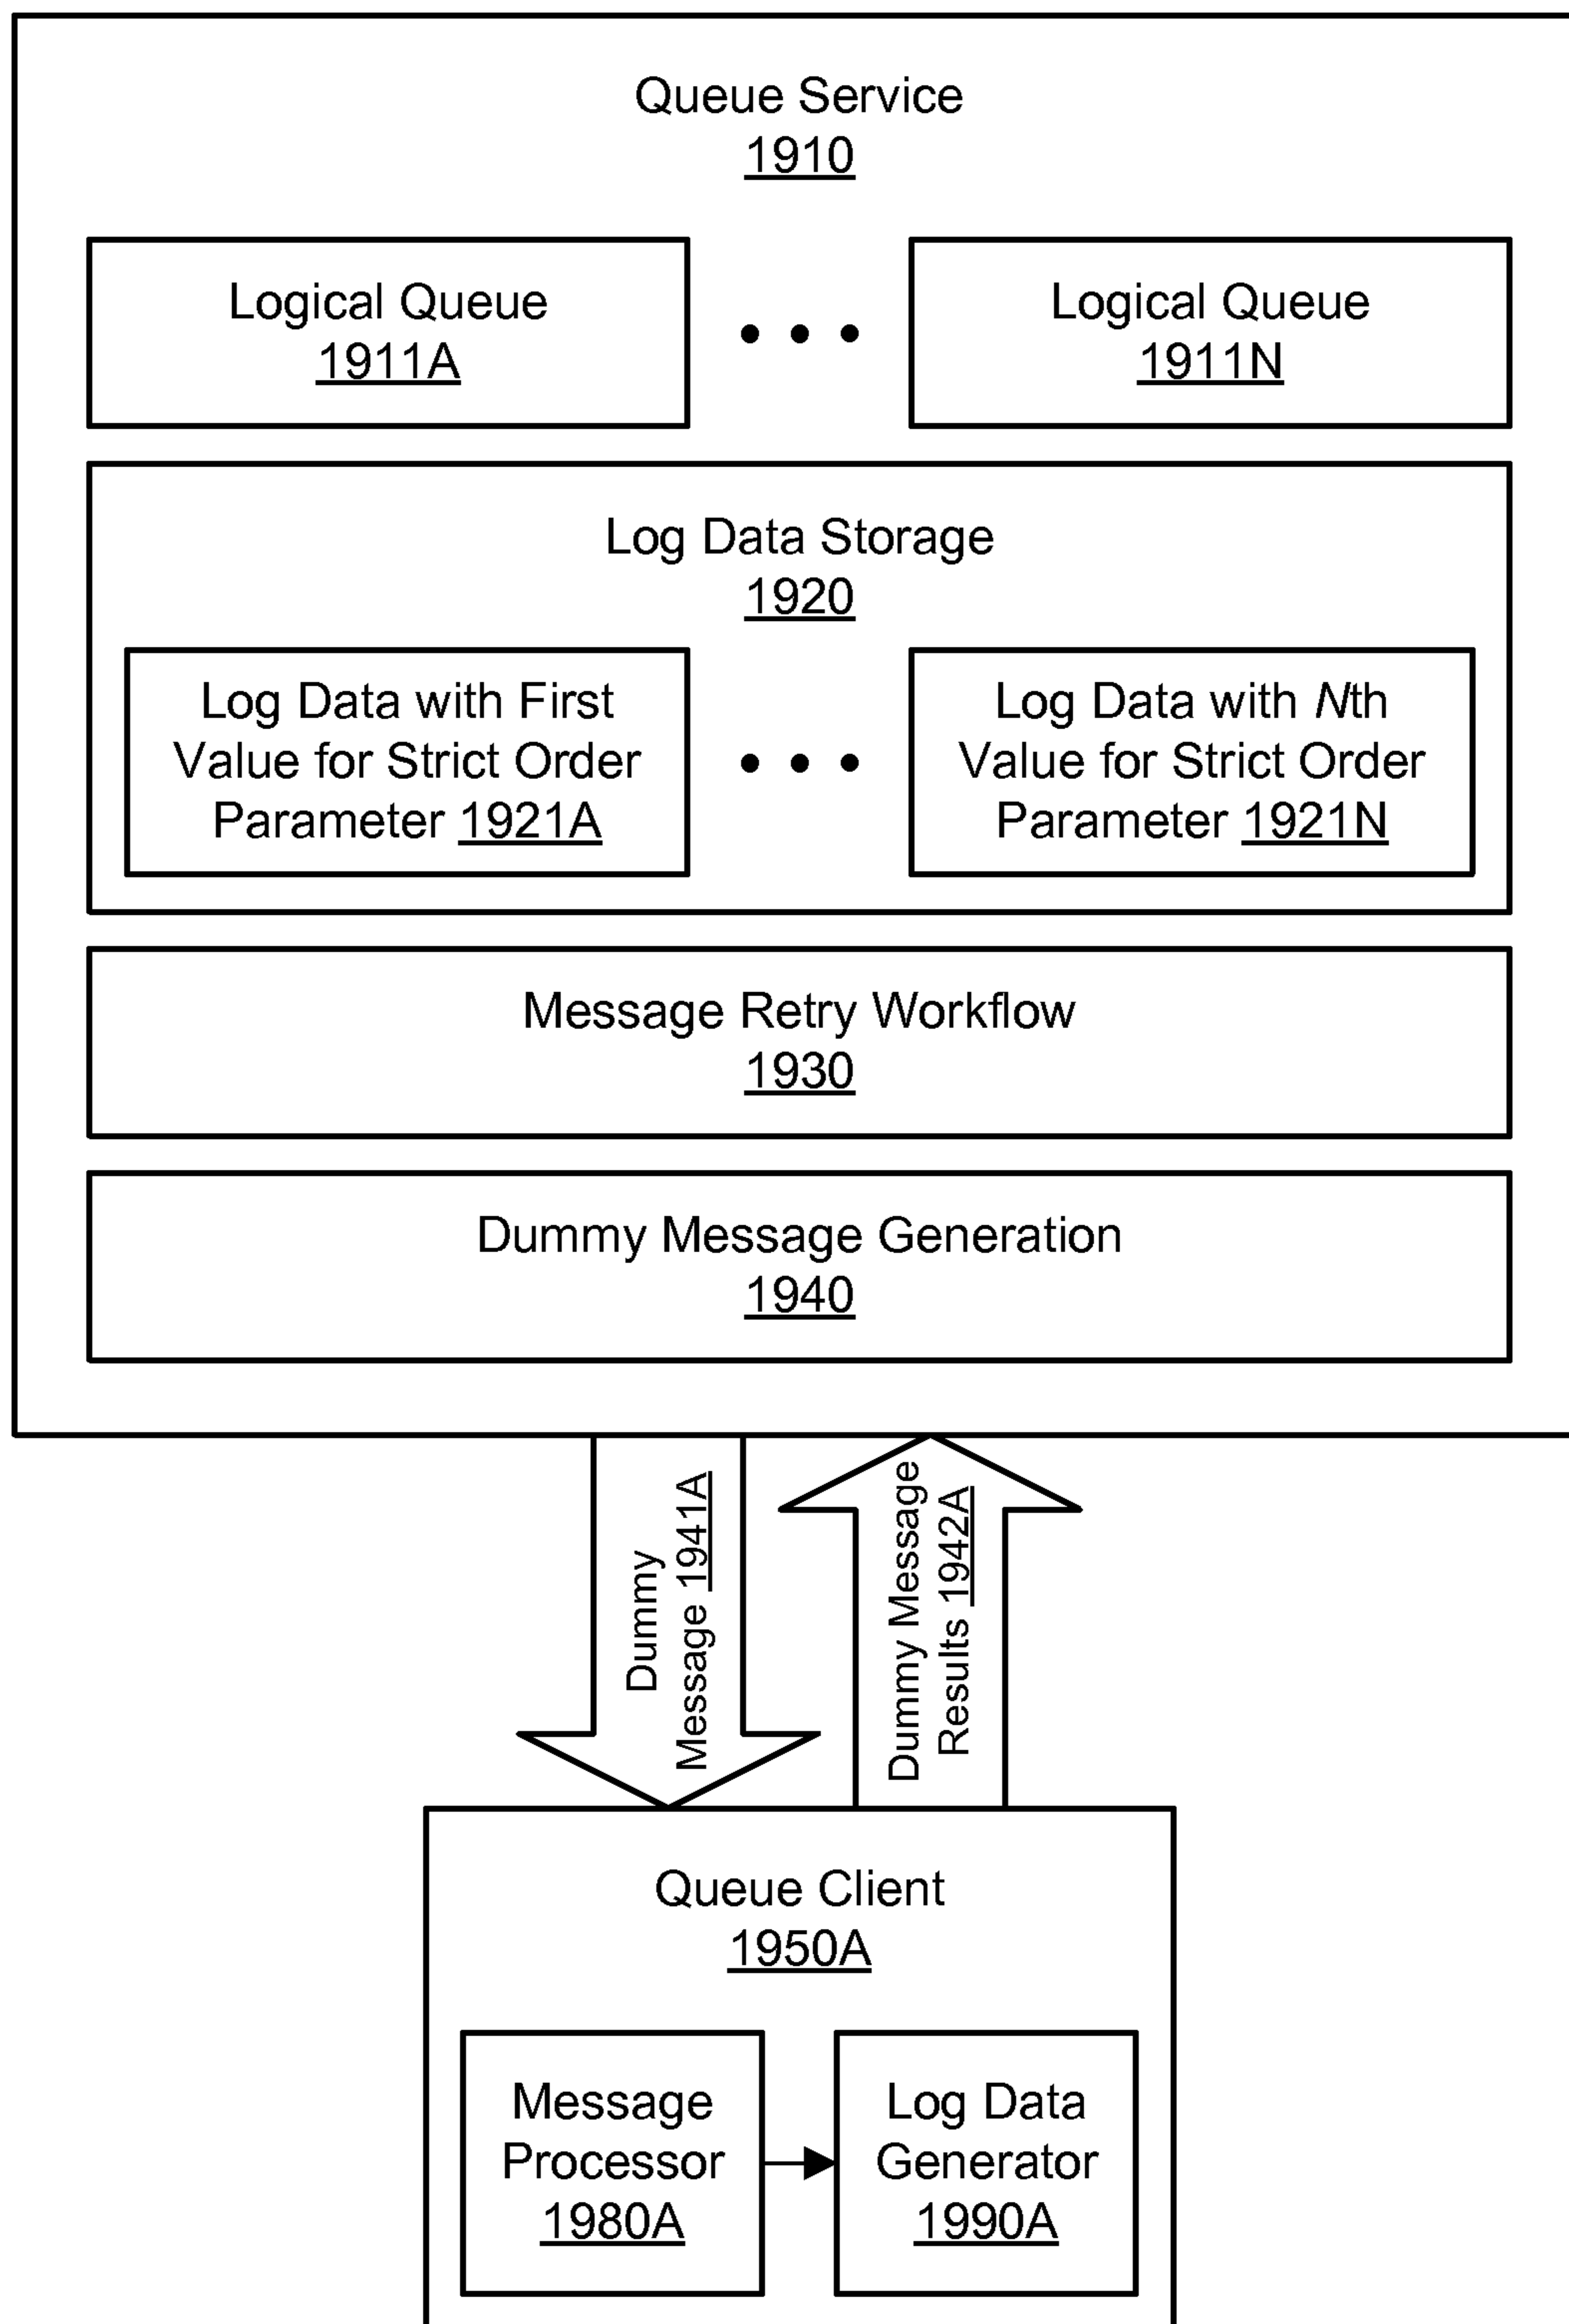 Queue Service
1910
Logical Queue
1911A
Logical Queue
1911N
Log Data Storage
1920
Log Data with First
Value for Strict Order
Parameter 1921A
Log Data with Nth
Value for Strict Order
Parameter 1921N
Message Retry Workflow
1930
Dummy Message Generation
1940
Dummy
Message 1941A
Dummy Message
Results 1942A
Queue Client
1950A
Message
Processor
1980A
Log Data
Generator
1990A